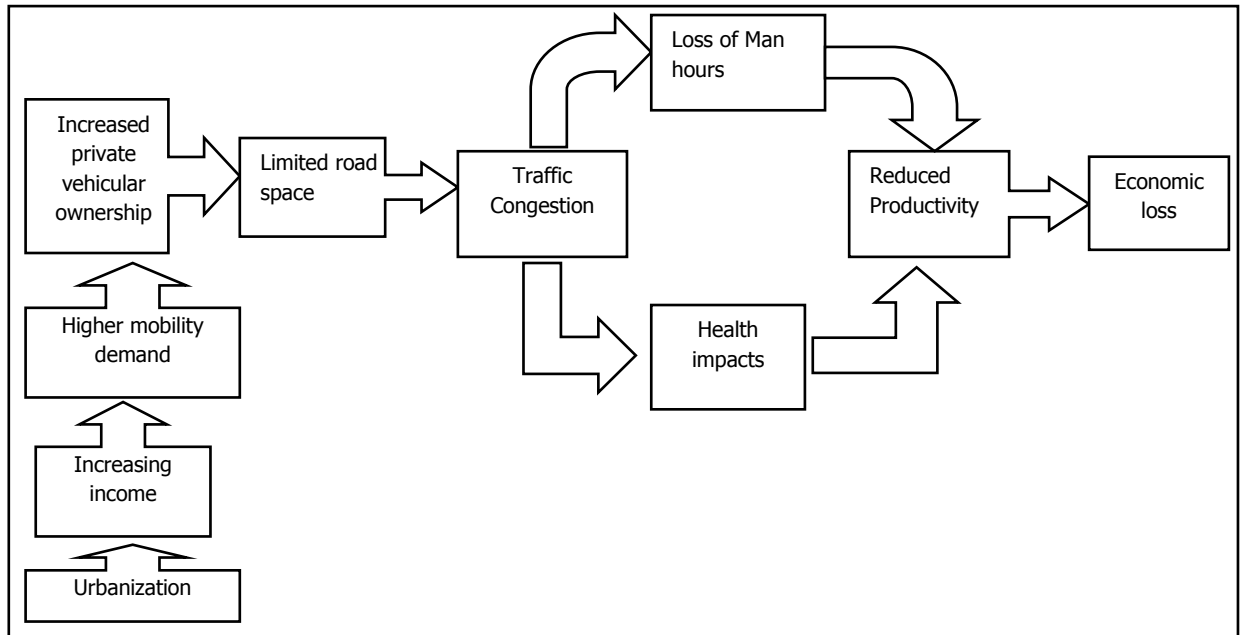 Loss of Man
hours
Increased
private
vehicular
ownership
Limited road
space
Traffic
Congestion
Reduced
Productivity
Economic
loss
Higher mobility
demand
Health
impacts
Increasing
income
Urbanization